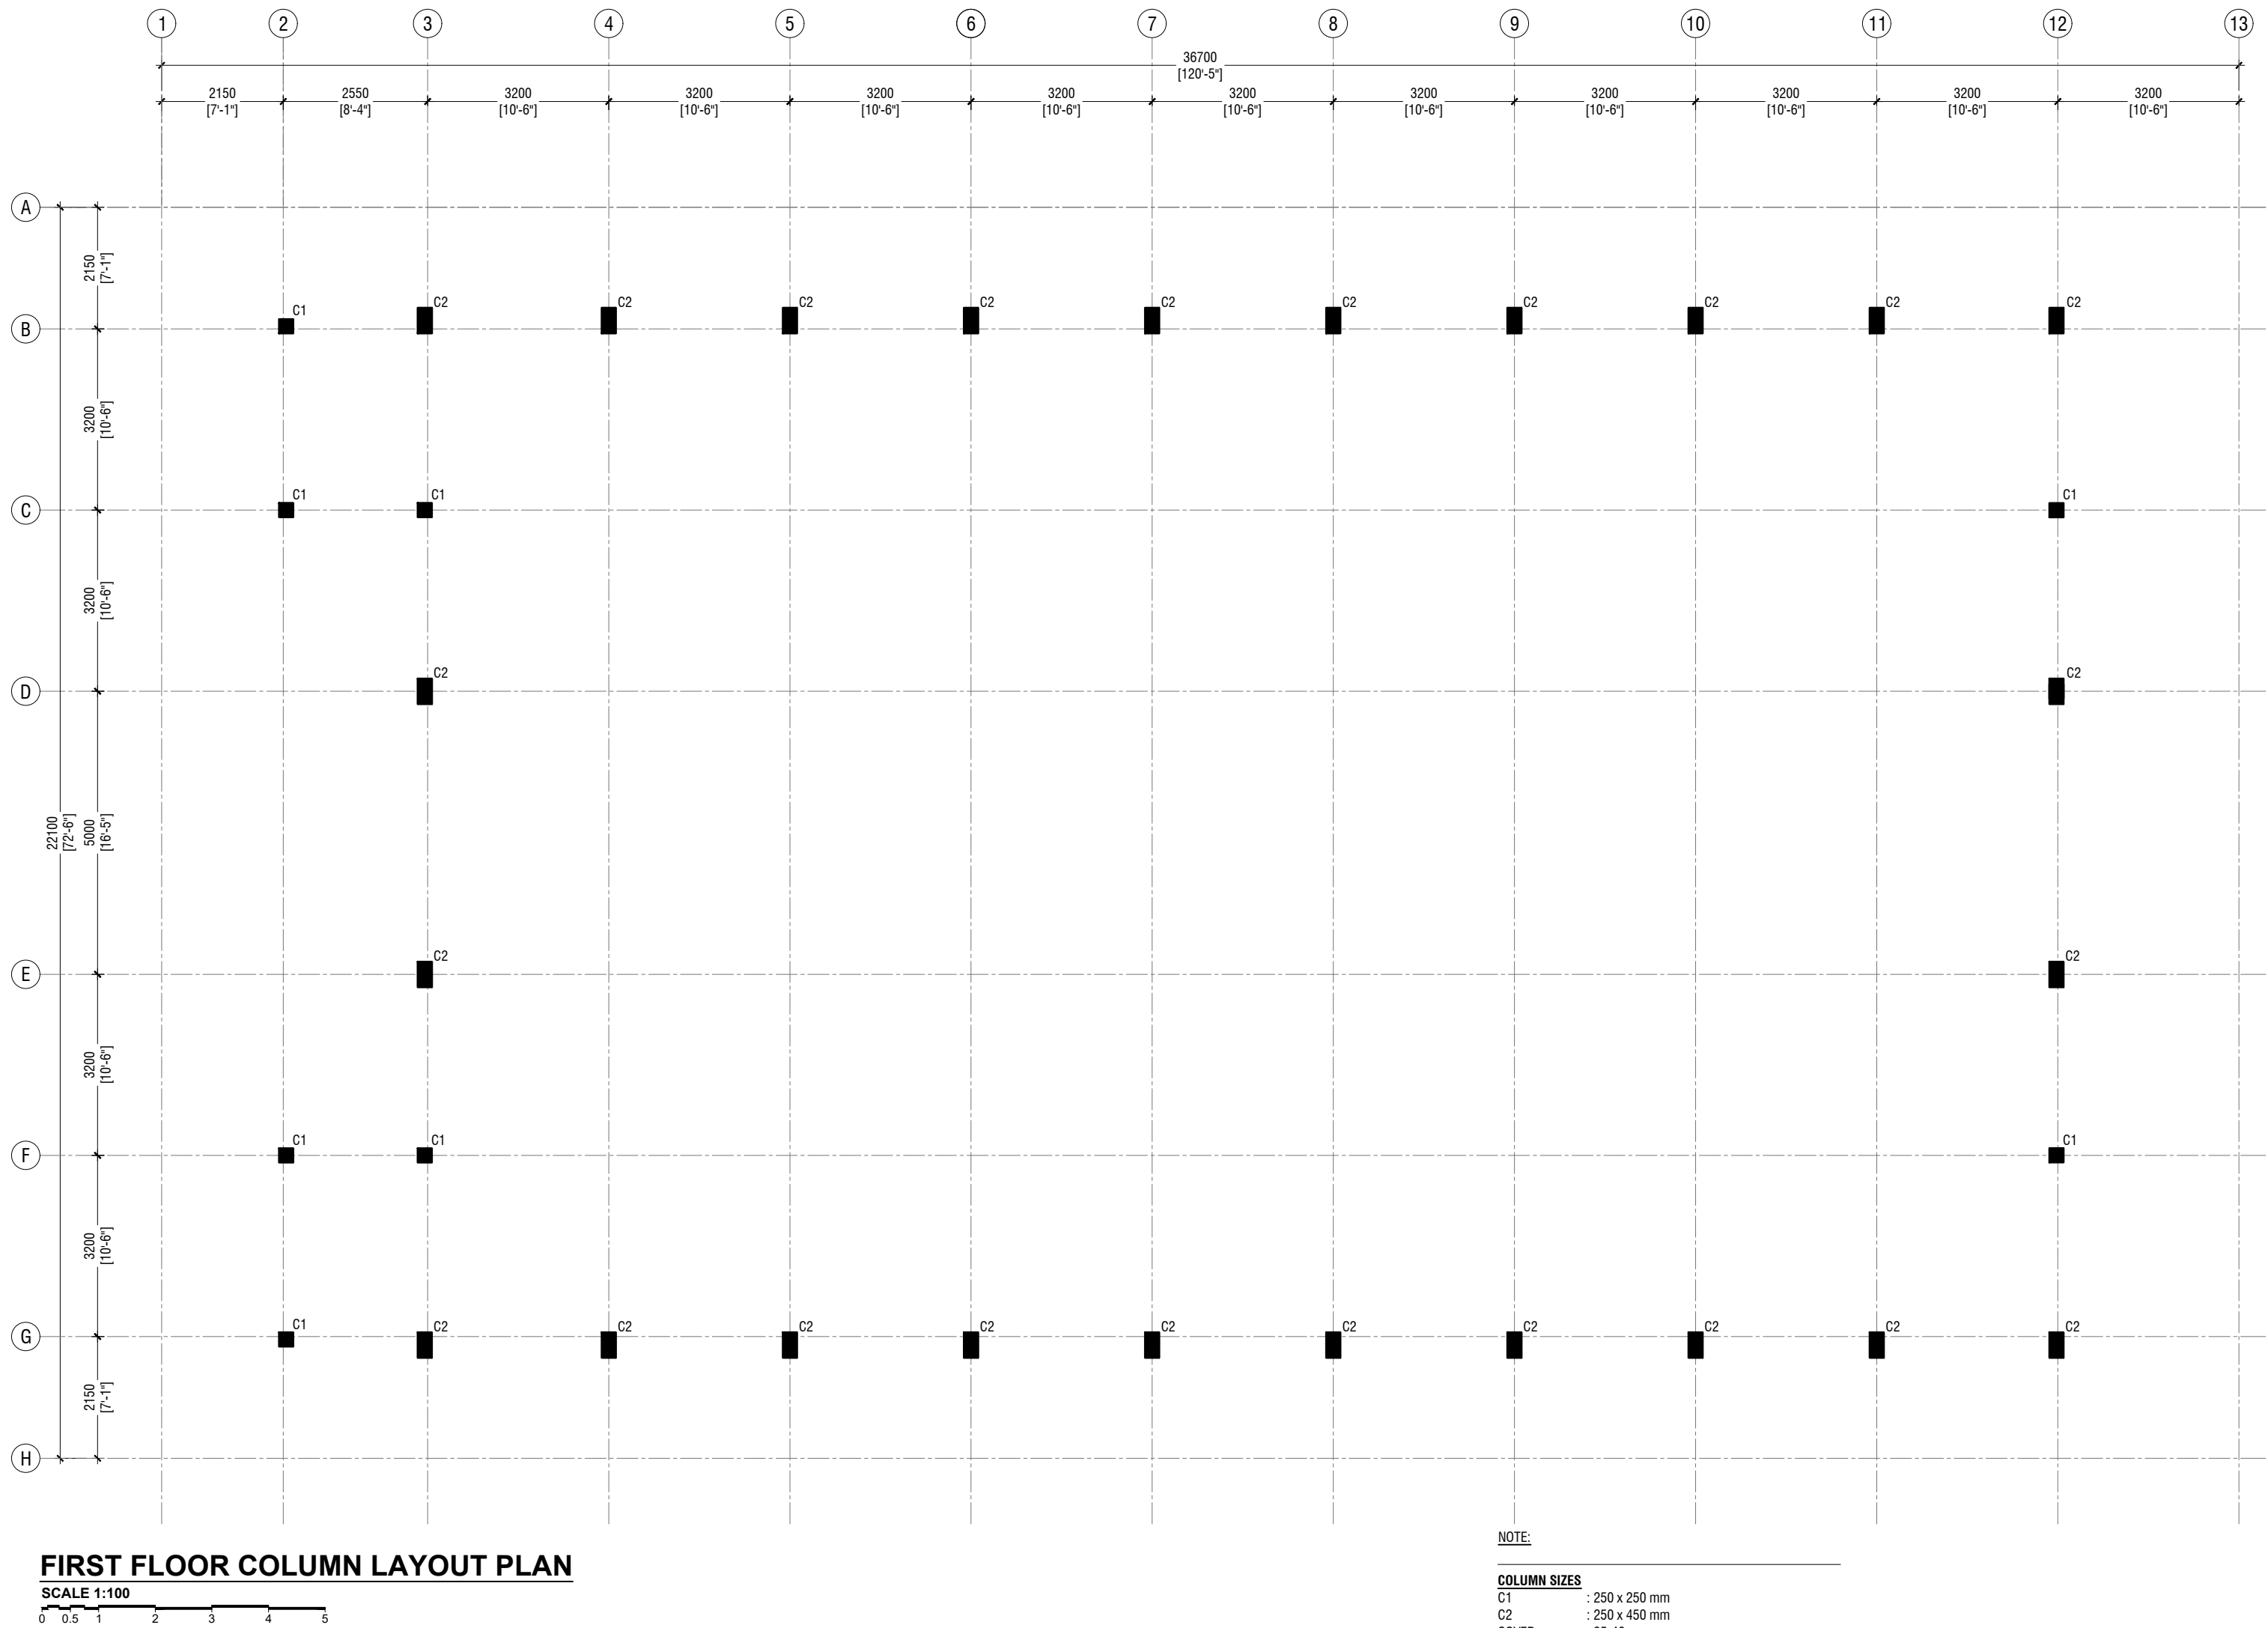 1 2 3 4 5 6 7 8 9 10 11 12 13
36700
[120'-5"]
2150 2550 3200 3200 3200 3200 3200 3200 3200 3200 3200 3200
[7'-1"] [8'-4"] [10'-6"] [10'-6"] [10'-6"] [10'-6"] [10'-6"] [10'-6"] [10'-6"] [10'-6"] [10'-6"] [10'-6"]
A
2150
[7'-1"]
C1 C2 C2 C2 C2 C2 C2 C2 C2 C2 C2
B
3200
[10'-6"]
C1 C1 C1
C
3200
[10'-6"]
C2 C2
D
22100
[72'-6"]
5000
[16'-5"]
C2 C2
E
3200
[10'-6"]
C1 C1 C1
F
3200
[10'-6"]
C1 C2 C2 C2 C2 C2 C2 C2 C2 C2 C2
G
2150
[7'-1"]
H
FIRST FLOOR COLUMN LAYOUT PLAN
SCALE 1:100
0 0.5 1 2 3 4 5
NOTE:
COLUMN SIZES
C1 : 250 x 250 mm
C2 : 250 x 450 mm